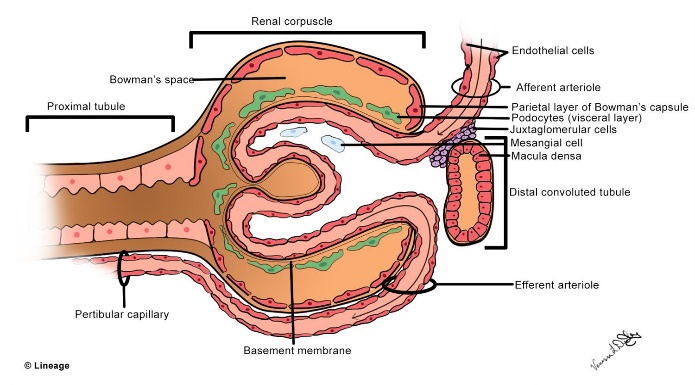 Renal corpuscle
Endothelial cells
Bowman's space
Afferent arteriole
Proximal tubule
Parietal layer of Bowman's capsule
Podocytes (visceral layer)
Juxtaglomerular cells
Mesangial cell
Macula densa
Distal convoluted tubule
Efferent arteriole
Pertibular capillary
Basement membrane
© Lineage